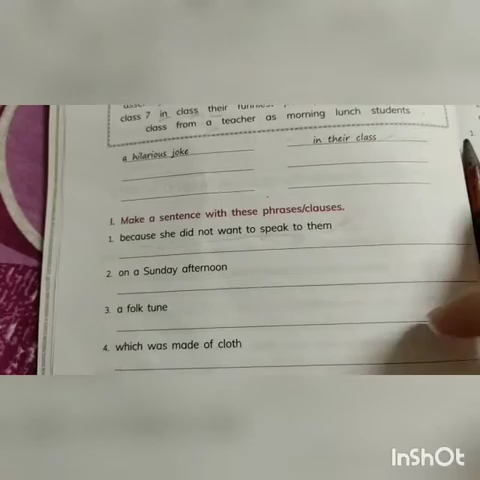 class 7 in class their
class from a teacher as morning lunch students
a hilarious joke
in their class
1.
I. Make a sentence with these phrases/clauses.
1. because she did not want to speak to them
2. on a Sunday afternoon
3. a folk tune
4. which was made of cloth
InShOt